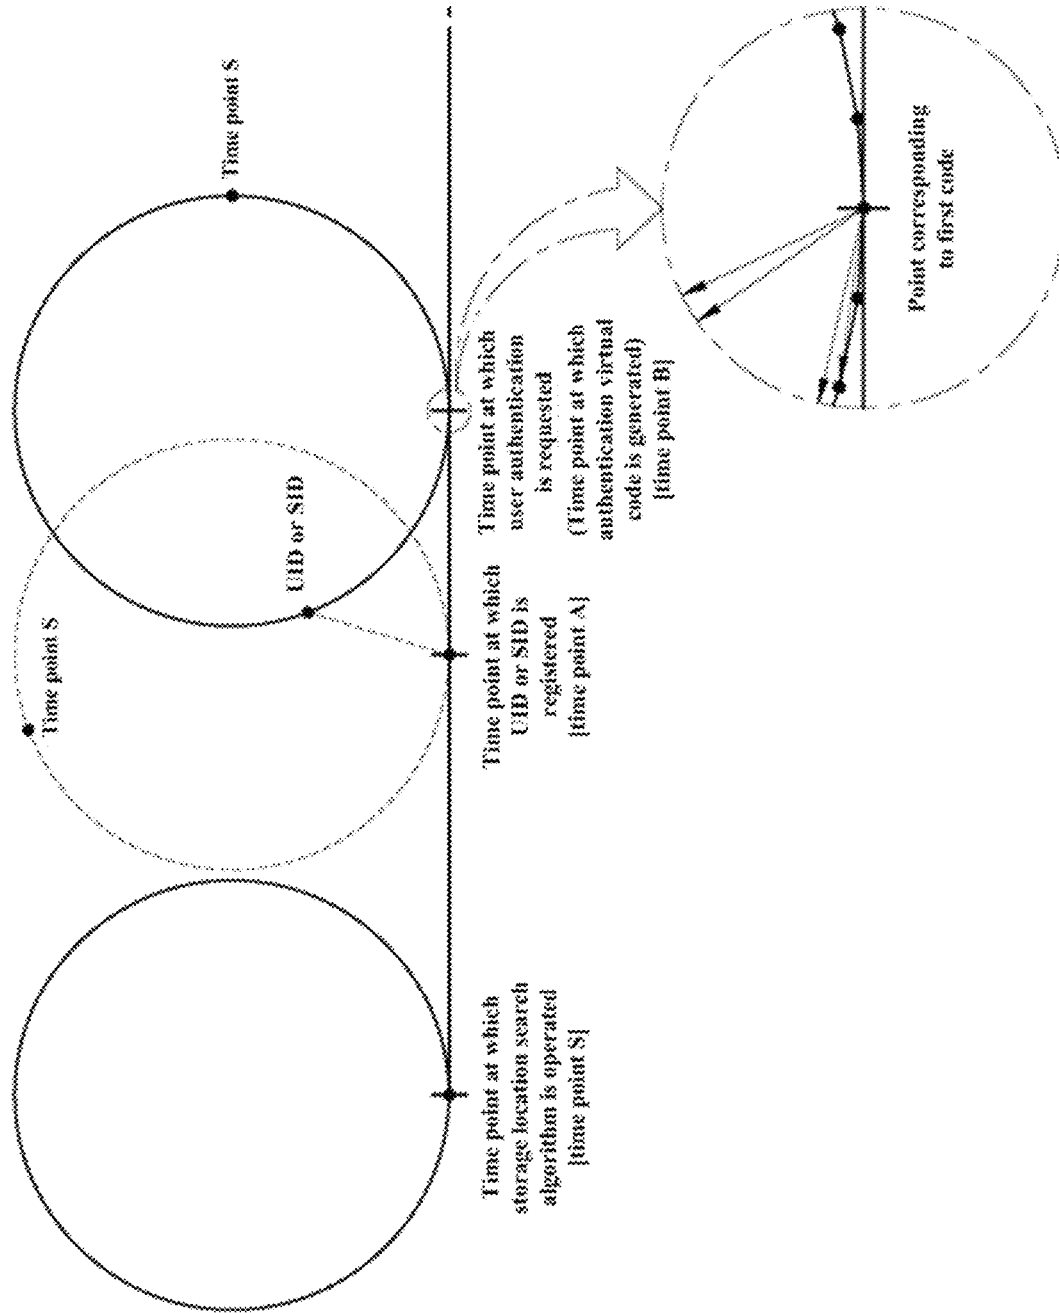 Time point S
Time point S
UID or SID
Time point at which
storage location search
algorithm is operated
[time point S]
Time point at which
UID or SID is
registered
[time point A]
Time point at which
user authentication
is requested
(Time point at which
authentication virtual
code is generated)
[time point B]
Point corresponding
to first code